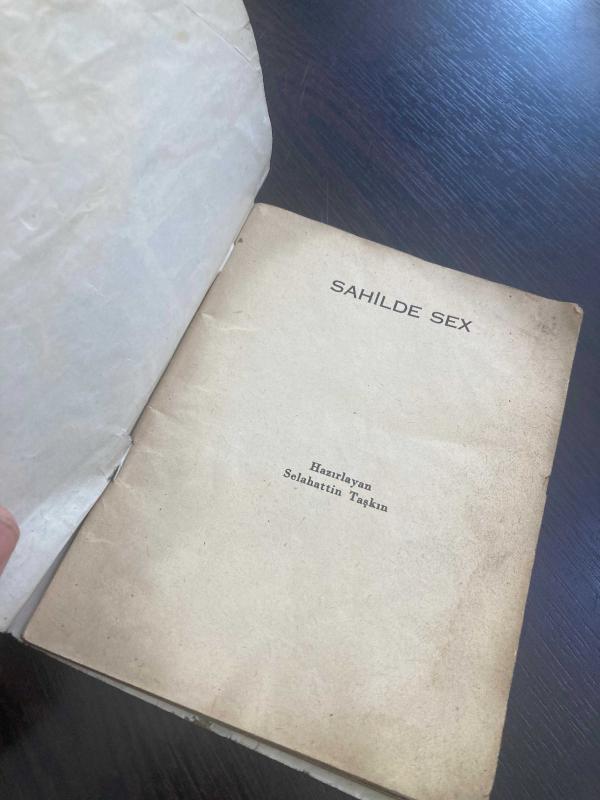 SAHİLDE SEX
Hazırlayan
Selahattin Taşkın